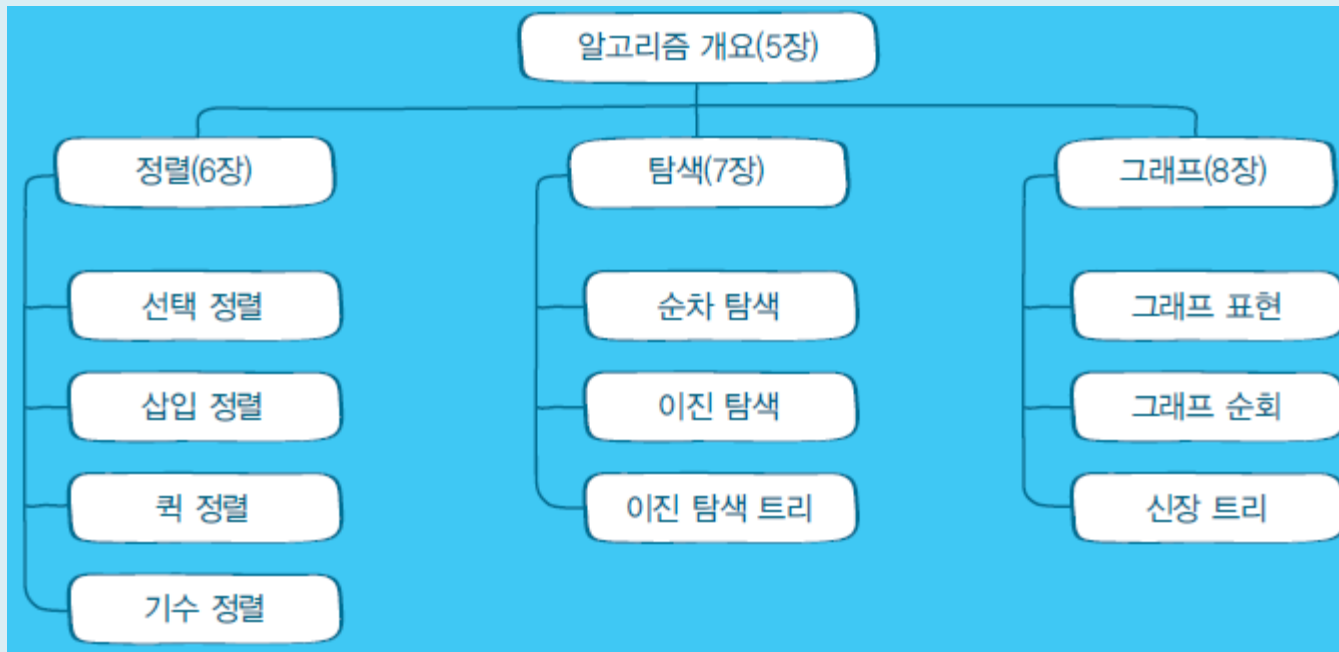 알고리즘 개요(5장)
정렬(6장)
선택 정렬
삽입 정렬
퀵 정렬
기수 정렬
탐색(7장)
순차 탐색
이진 탐색
이진 탐색 트리
그래프(8장)
그래프 표현
그래프 순회
신장 트리